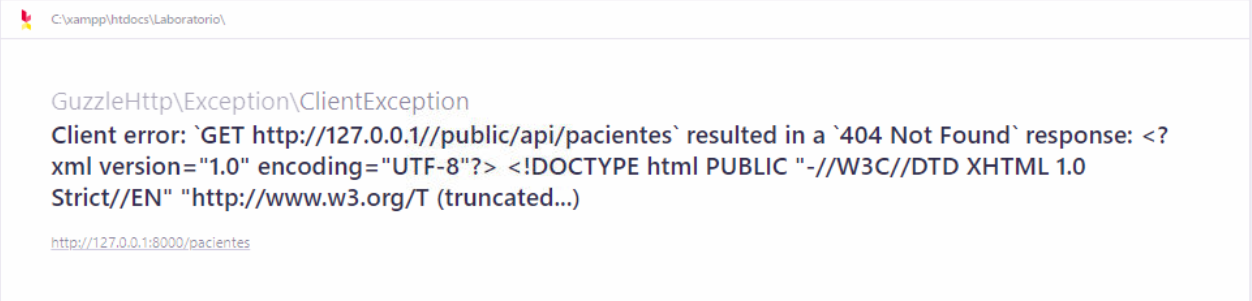 C:\xampp\htdocs\Laboratorio\
GuzzleHttp\Exception\ClientException
Client error: `GET http://127.0.0.1//public/api/pacientes` resulted in a `404 Not Found` response: <?
xml version="1.0" encoding="UTF-8"?> <!DOCTYPE html PUBLIC "-//W3C//DTD XHTML 1.0
Strict//EN" "http://www.w3.org/T (truncated...)
http://127.0.0.1:8000/pacientes